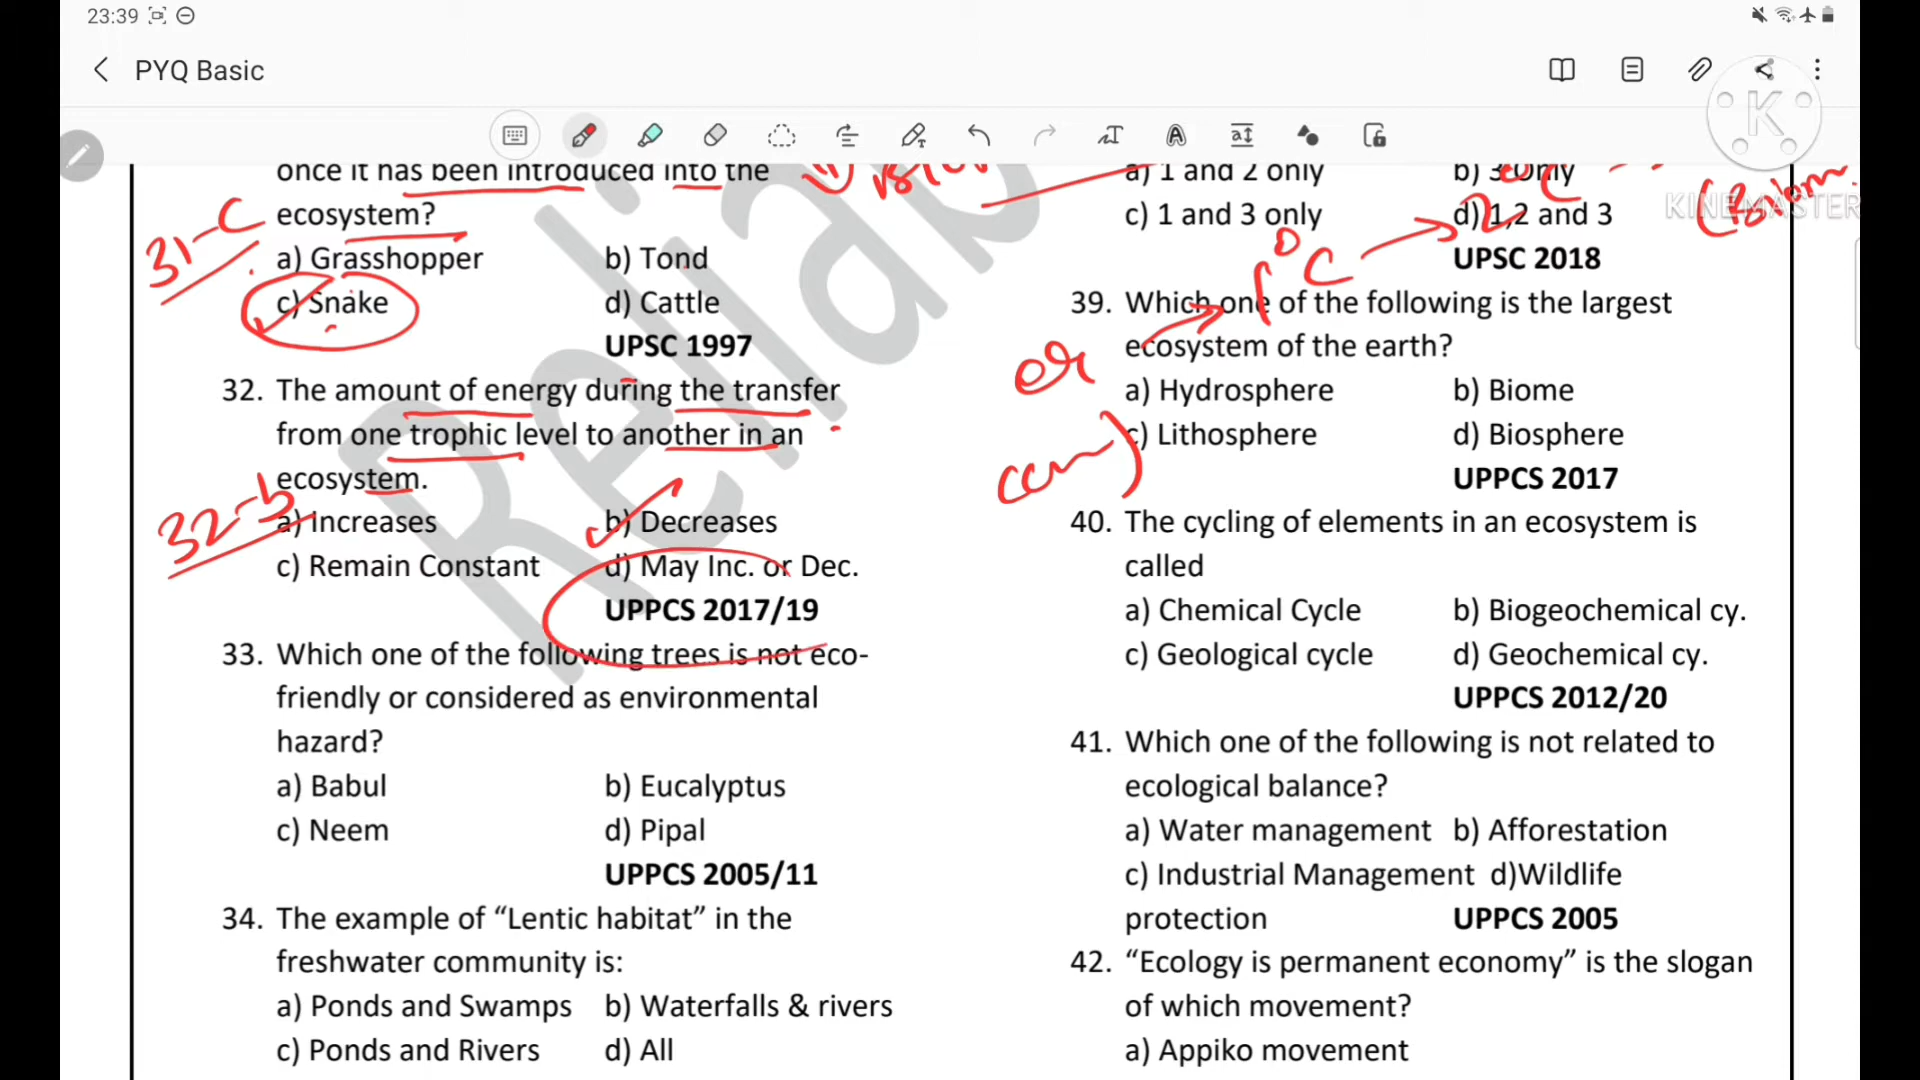 23:39
PYQ Basic
K
KINEMASTER
Reliab
once it has been introduced into the
ecosystem?
31-C
a) Grasshopper b) Tond
c) Snake d) Cattle
UPSC 1997
32. The amount of energy during the transfer
from one trophic level to another in an
ecosystem.
32-b
a) Increases b) Decreases
c) Remain Constant d) May Inc. or Dec.
UPPCS 2017/19
33. Which one of the following trees is not eco-
friendly or considered as environmental
hazard?
a) Babul b) Eucalyptus
c) Neem d) Pipal
UPPCS 2005/11
34. The example of “Lentic habitat” in the
freshwater community is:
a) Ponds and Swamps b) Waterfalls & rivers
c) Ponds and Rivers d) All
a) 1 and 2 only b) 3 Only
c) 1 and 3 only d) 1,2 and 3
1°C 2°C
UPSC 2018
39. Which one of the following is the largest
ecosystem of the earth?
a) Hydrosphere b) Biome
c) Lithosphere d) Biosphere
UPPCS 2017
40. The cycling of elements in an ecosystem is
called
a) Chemical Cycle b) Biogeochemical cy.
c) Geological cycle d) Geochemical cy.
UPPCS 2012/20
41. Which one of the following is not related to
ecological balance?
a) Water management b) Afforestation
c) Industrial Management d)Wildlife
protection UPPCS 2005
42. “Ecology is permanent economy” is the slogan
of which movement?
a) Appiko movement